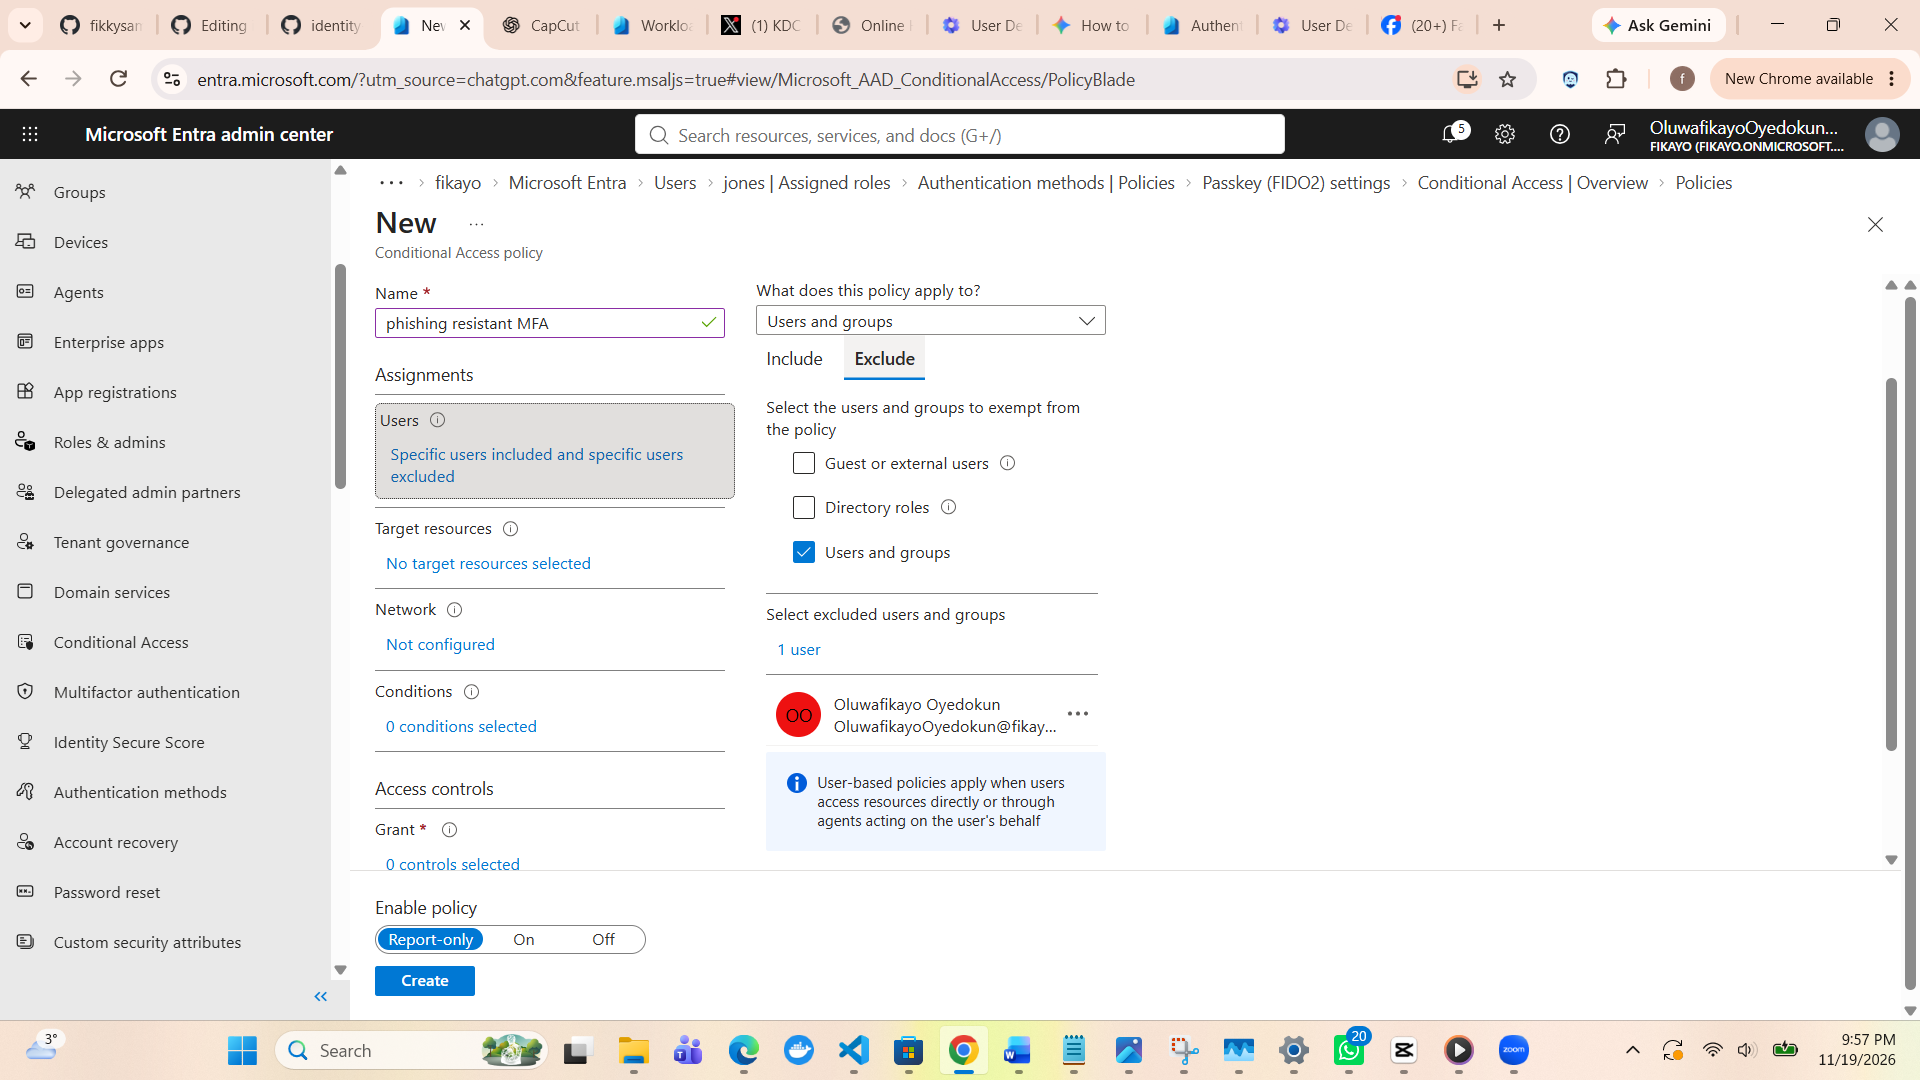 fikkysan
Editing
identity
New
CapCut
Worklo
(1) KDC
Online
User De
How to
Authent
User De
(20+) Fa
Ask Gemini
entra.microsoft.com/?utm_source=chatgpt.com&feature.msaljs=true#view/Microsoft_AAD_ConditionalAccess/PolicyBlade
f
New Chrome available
Microsoft Entra admin center
Search resources, services, and docs (G+/)
5
OluwafikayoOyedokun...
FIKAYO (FIKAYO.ONMICROSOFT....
Groups
Devices
Agents
Enterprise apps
App registrations
Roles & admins
Delegated admin partners
Tenant governance
Domain services
Conditional Access
Multifactor authentication
Identity Secure Score
Authentication methods
Account recovery
Password reset
Custom security attributes
... > fikayo > Microsoft Entra > Users > jones | Assigned roles > Authentication methods | Policies > Passkey (FIDO2) settings > Conditional Access | Overview > Policies
New ...
Conditional Access policy
Name *
phishing resistant MFA
Assignments
Users
Specific users included and specific users
excluded
Target resources
No target resources selected
Network
Not configured
Conditions
0 conditions selected
Access controls
Grant *
0 controls selected
What does this policy apply to?
Users and groups
Include Exclude
Select the users and groups to exempt from
the policy
Guest or external users
Directory roles
Users and groups
Select excluded users and groups
1 user
OO
Oluwafikayo Oyedokun
OluwafikayoOyedokun@fikay...
User-based policies apply when users
access resources directly or through
agents acting on the user's behalf
Enable policy
Report-only On Off
Create
3°
Search
20
zoom
9:57 PM
11/19/2026